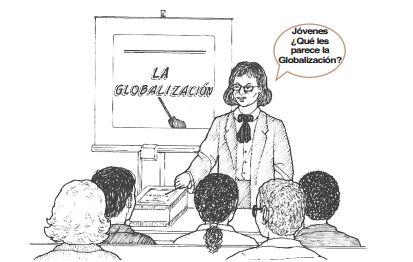 Jóvenes
¿Qué les
parece la
Globalización?
LA
GLOBALIZACIÓN